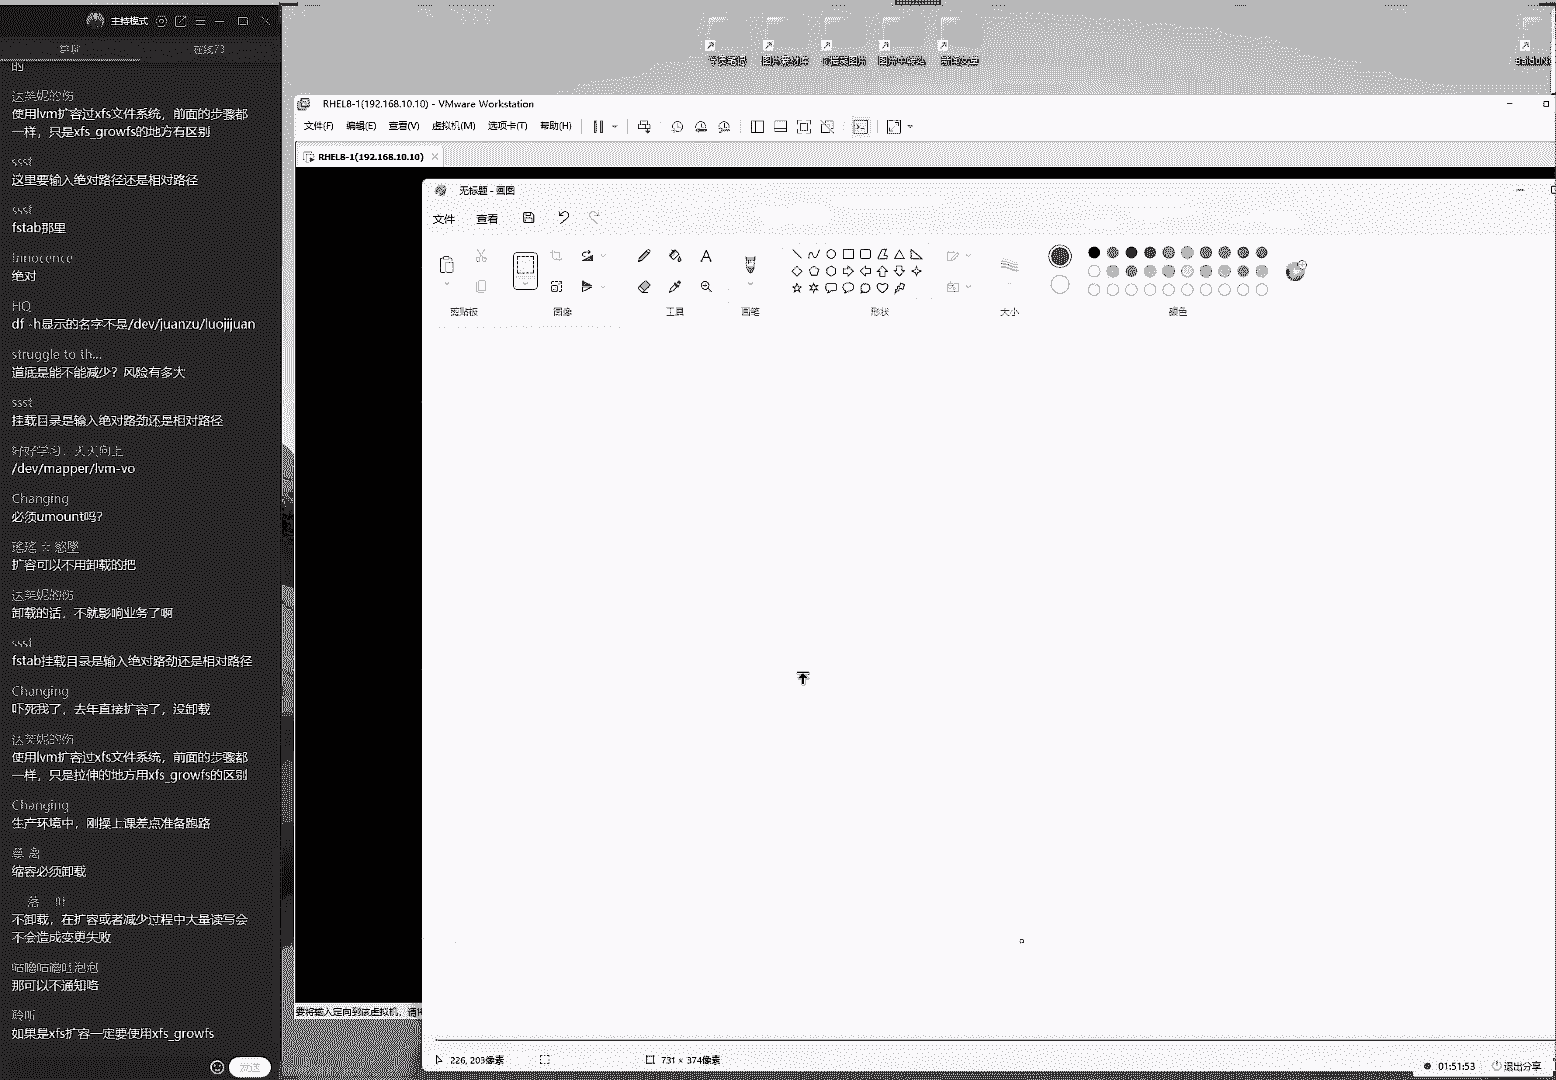 主持模式
在线73
的
达芙妮的伤
使用lvm扩容过xfs文件系统，前面的步骤都
一样，只是xfs_growfs的地方有区别
ssst
这里要输入绝对路径还是相对路径
ssst
fstab那里
Innocence
绝对
HQ
df -h显示的名字不是/dev/juanzu/luojijuan
struggle to th...
道底是能不能减少？风险有多大
ssst
挂载目录是输入绝对路劲还是相对路径
好好学习，天天向上
/dev/mapper/lvm-vo
Changing
必须umount吗？
扩容可以不用卸载的把
达芙妮的伤
卸载的话，不就影响业务了啊
ssst
fstab挂载目录是输入绝对路劲还是相对路径
Changing
吓死我了，去年直接扩容了，没卸载
达芙妮的伤
使用lvm扩容过xfs文件系统，前面的步骤都
一样，只是拉伸的地方用xfs_growfs的区别
Changing
生产环境中，刚操上课差点准备跑路
缩容必须卸载
落 叶
不卸载，在扩容或者减少过程中大量读写会
不会造成变更失败
咕噜咕噜吐泡泡
那可以不通知咯
聆听
如果是xfs扩容一定要使用xfs_growfs
发送
RHEL8-1(192.168.10.10) - VMware Workstation
文件(F) 编辑(E) 查看(V) 虚拟机(M) 选项卡(T) 帮助(H)
RHEL8-1(192.168.10.10)
无标题 - 画图
文件 查看
剪贴板 图像 工具 画笔 形状 大小 颜色
要将输入定向到该虚拟机，请
226, 203像素
731 × 374像素
01:51:53 退出分享